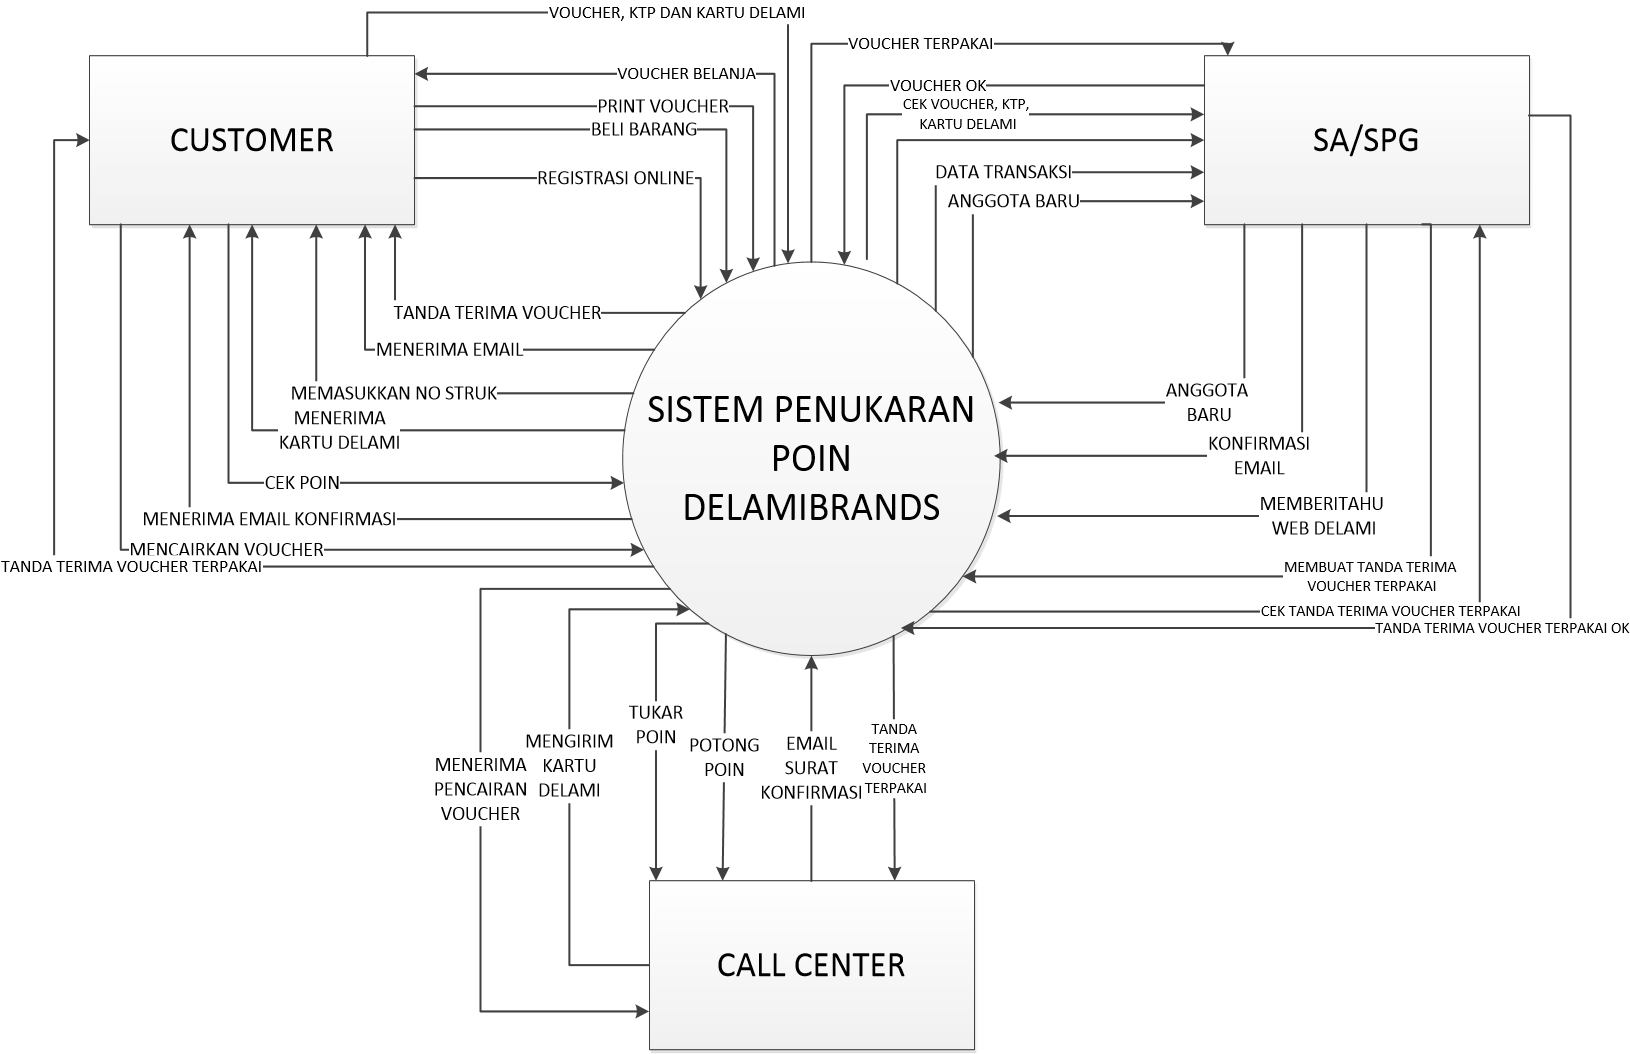 VOUCHER, KTP DAN KARTU DELAMI
VOUCHER TERPAKAI
VOUCHER BELANJA
VOUCHER OK
PRINT VOUCHER
CEK VOUCHER, KTP,
KARTU DELAMI
BELI BARANG
CUSTOMER
SA/SPG
REGISTRASI ONLINE
DATA TRANSAKSI
ANGGOTA BARU
TANDA TERIMA VOUCHER
MENERIMA EMAIL
MEMASUKKAN NO STRUK
MENERIMA
KARTU DELAMI
CEK POIN
MENERIMA EMAIL KONFIRMASI
MENCAIRKAN VOUCHER
TANDA TERIMA VOUCHER TERPAKAI
SISTEM PENUKARAN
POIN
DELAMIBRANDS
ANGGOTA
BARU
KONFIRMASI
EMAIL
MEMBERITAHU
WEB DELAMI
MEMBUAT TANDA TERIMA
VOUCHER TERPAKAI
CEK TANDA TERIMA VOUCHER TERPAKAI
TANDA TERIMA VOUCHER TERPAKAI OK
MENERIMA
PENCAIRAN
VOUCHER
MENGIRIM
KARTU
DELAMI
TUKAR
POIN
POTONG
POIN
EMAIL
SURAT
KONFIRMASI
TANDA
TERIMA
VOUCHER
TERPAKAI
CALL CENTER